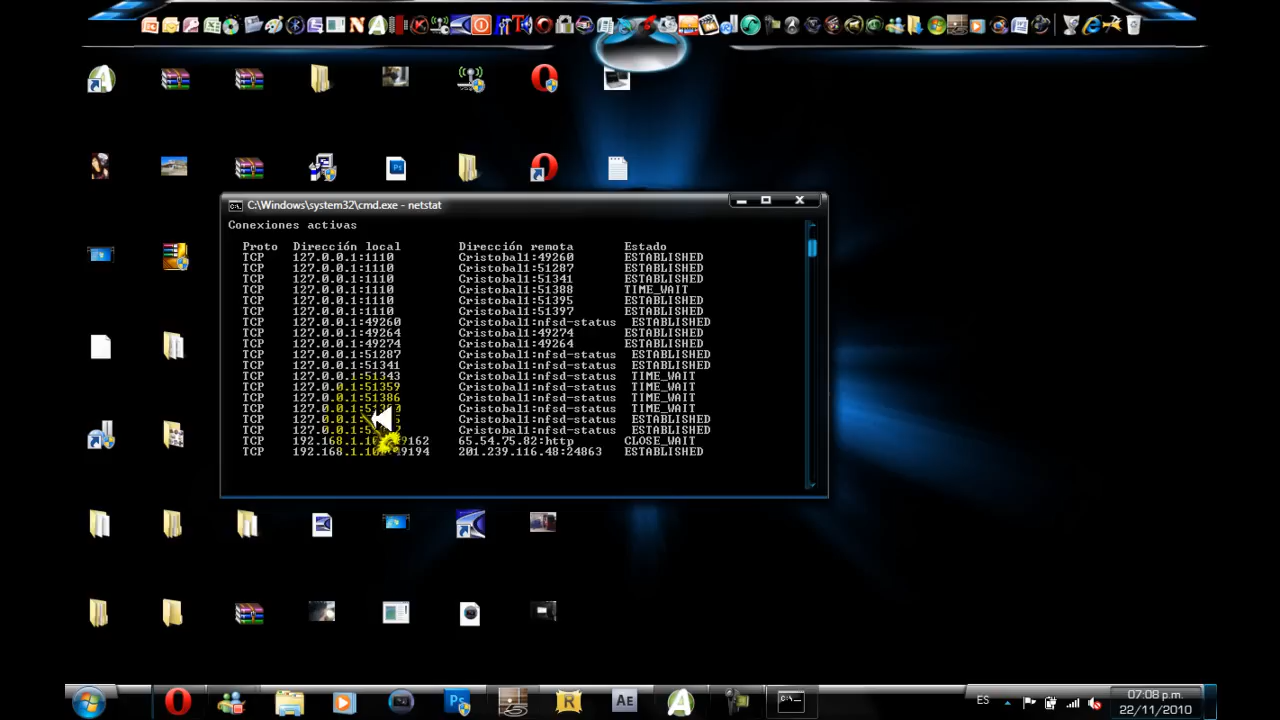 C:\Windows\system32\cmd.exe - netstat
Conexiones activas
Proto Dirección local Dirección remota Estado
TCP 127.0.0.1:1110 Cristobal1:49260 ESTABLISHED
TCP 127.0.0.1:1110 Cristobal1:51287 ESTABLISHED
TCP 127.0.0.1:1110 Cristobal1:51341 ESTABLISHED
TCP 127.0.0.1:1110 Cristobal1:51388 TIME_WAIT
TCP 127.0.0.1:1110 Cristobal1:51395 ESTABLISHED
TCP 127.0.0.1:1110 Cristobal1:51397 ESTABLISHED
TCP 127.0.0.1:49260 Cristobal1:nfsd-status ESTABLISHED
TCP 127.0.0.1:49264 Cristobal1:49274 ESTABLISHED
TCP 127.0.0.1:49274 Cristobal1:49264 ESTABLISHED
TCP 127.0.0.1:51287 Cristobal1:nfsd-status ESTABLISHED
TCP 127.0.0.1:51341 Cristobal1:nfsd-status ESTABLISHED
TCP 127.0.0.1:51343 Cristobal1:nfsd-status TIME_WAIT
TCP 127.0.0.1:51359 Cristobal1:nfsd-status TIME_WAIT
TCP 127.0.0.1:51386 Cristobal1:nfsd-status TIME_WAIT
TCP Cristobal1:nfsd-status TIME_WAIT
TCP Cristobal1:nfsd-status ESTABLISHED
TCP Cristobal1:nfsd-status ESTABLISHED
TCP 65.54.75.82:http CLOSE_WAIT
TCP 201.239.116.48:24863 ESTABLISHED
Ps
AE
ES
07:08 p.m.
22/11/2010